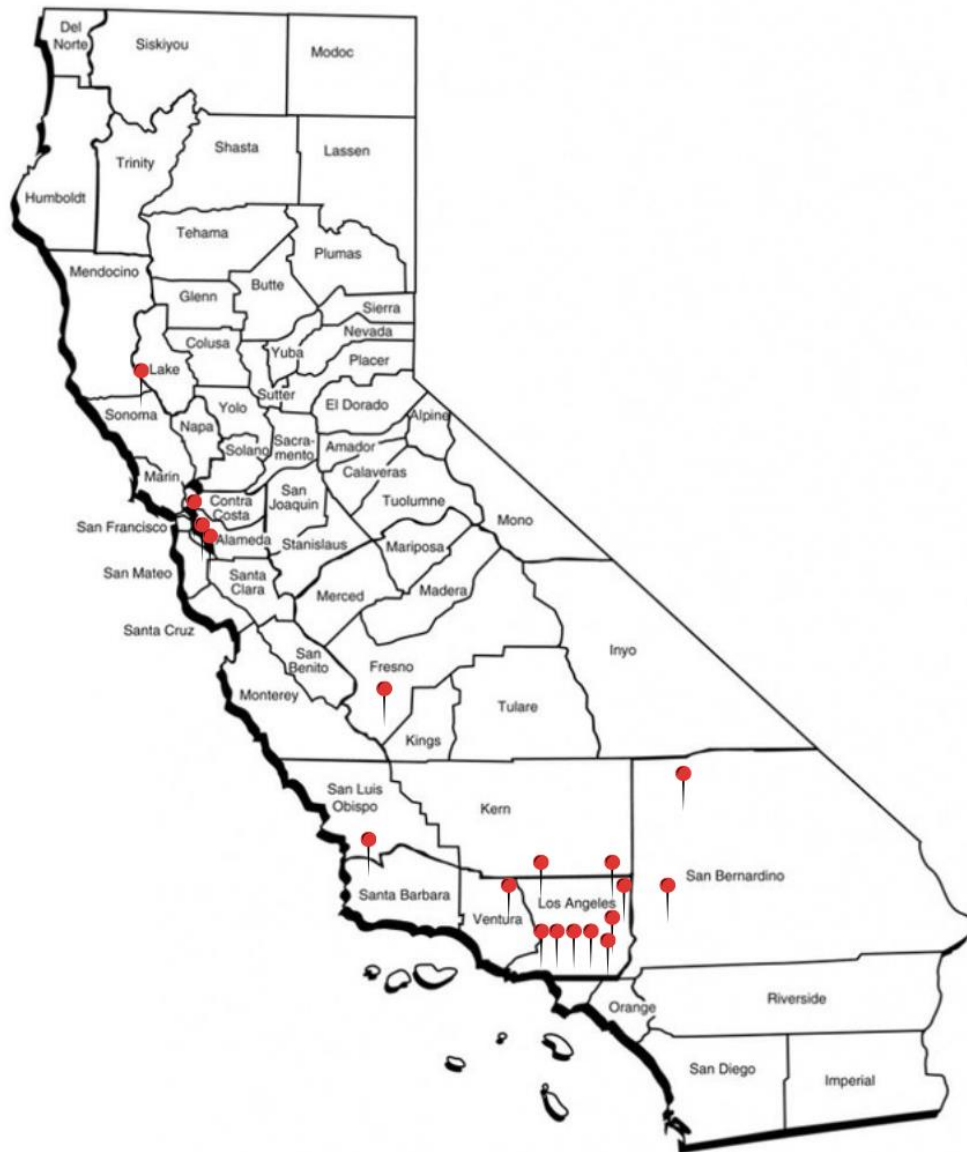 Del
Norte
Siskiyou
Modoc
Trinity
Shasta
Lassen
Humboldt
Tehama
Plumas
Mendocino
Glenn
Butte
Sierra
Colusa
Nevada
Yuba
Placer
Lake
Sutter
Sonoma
Napa
Yolo
El Dorado
Alpine
Solano
Sacra-
mento
Amador
Marin
Calaveras
Contra
Costa
San
Joaquin
Tuolumne
San Francisco
Alameda
Stanislaus
Mono
Mariposa
San Mateo
Santa
Clara
Merced
Madera
Santa Cruz
San
Benito
Fresno
Inyo
Monterey
Tulare
Kings
San Luis
Obispo
Kern
Santa Barbara
Ventura
Los Angeles
San Bernardino
Orange
Riverside
San Diego
Imperial